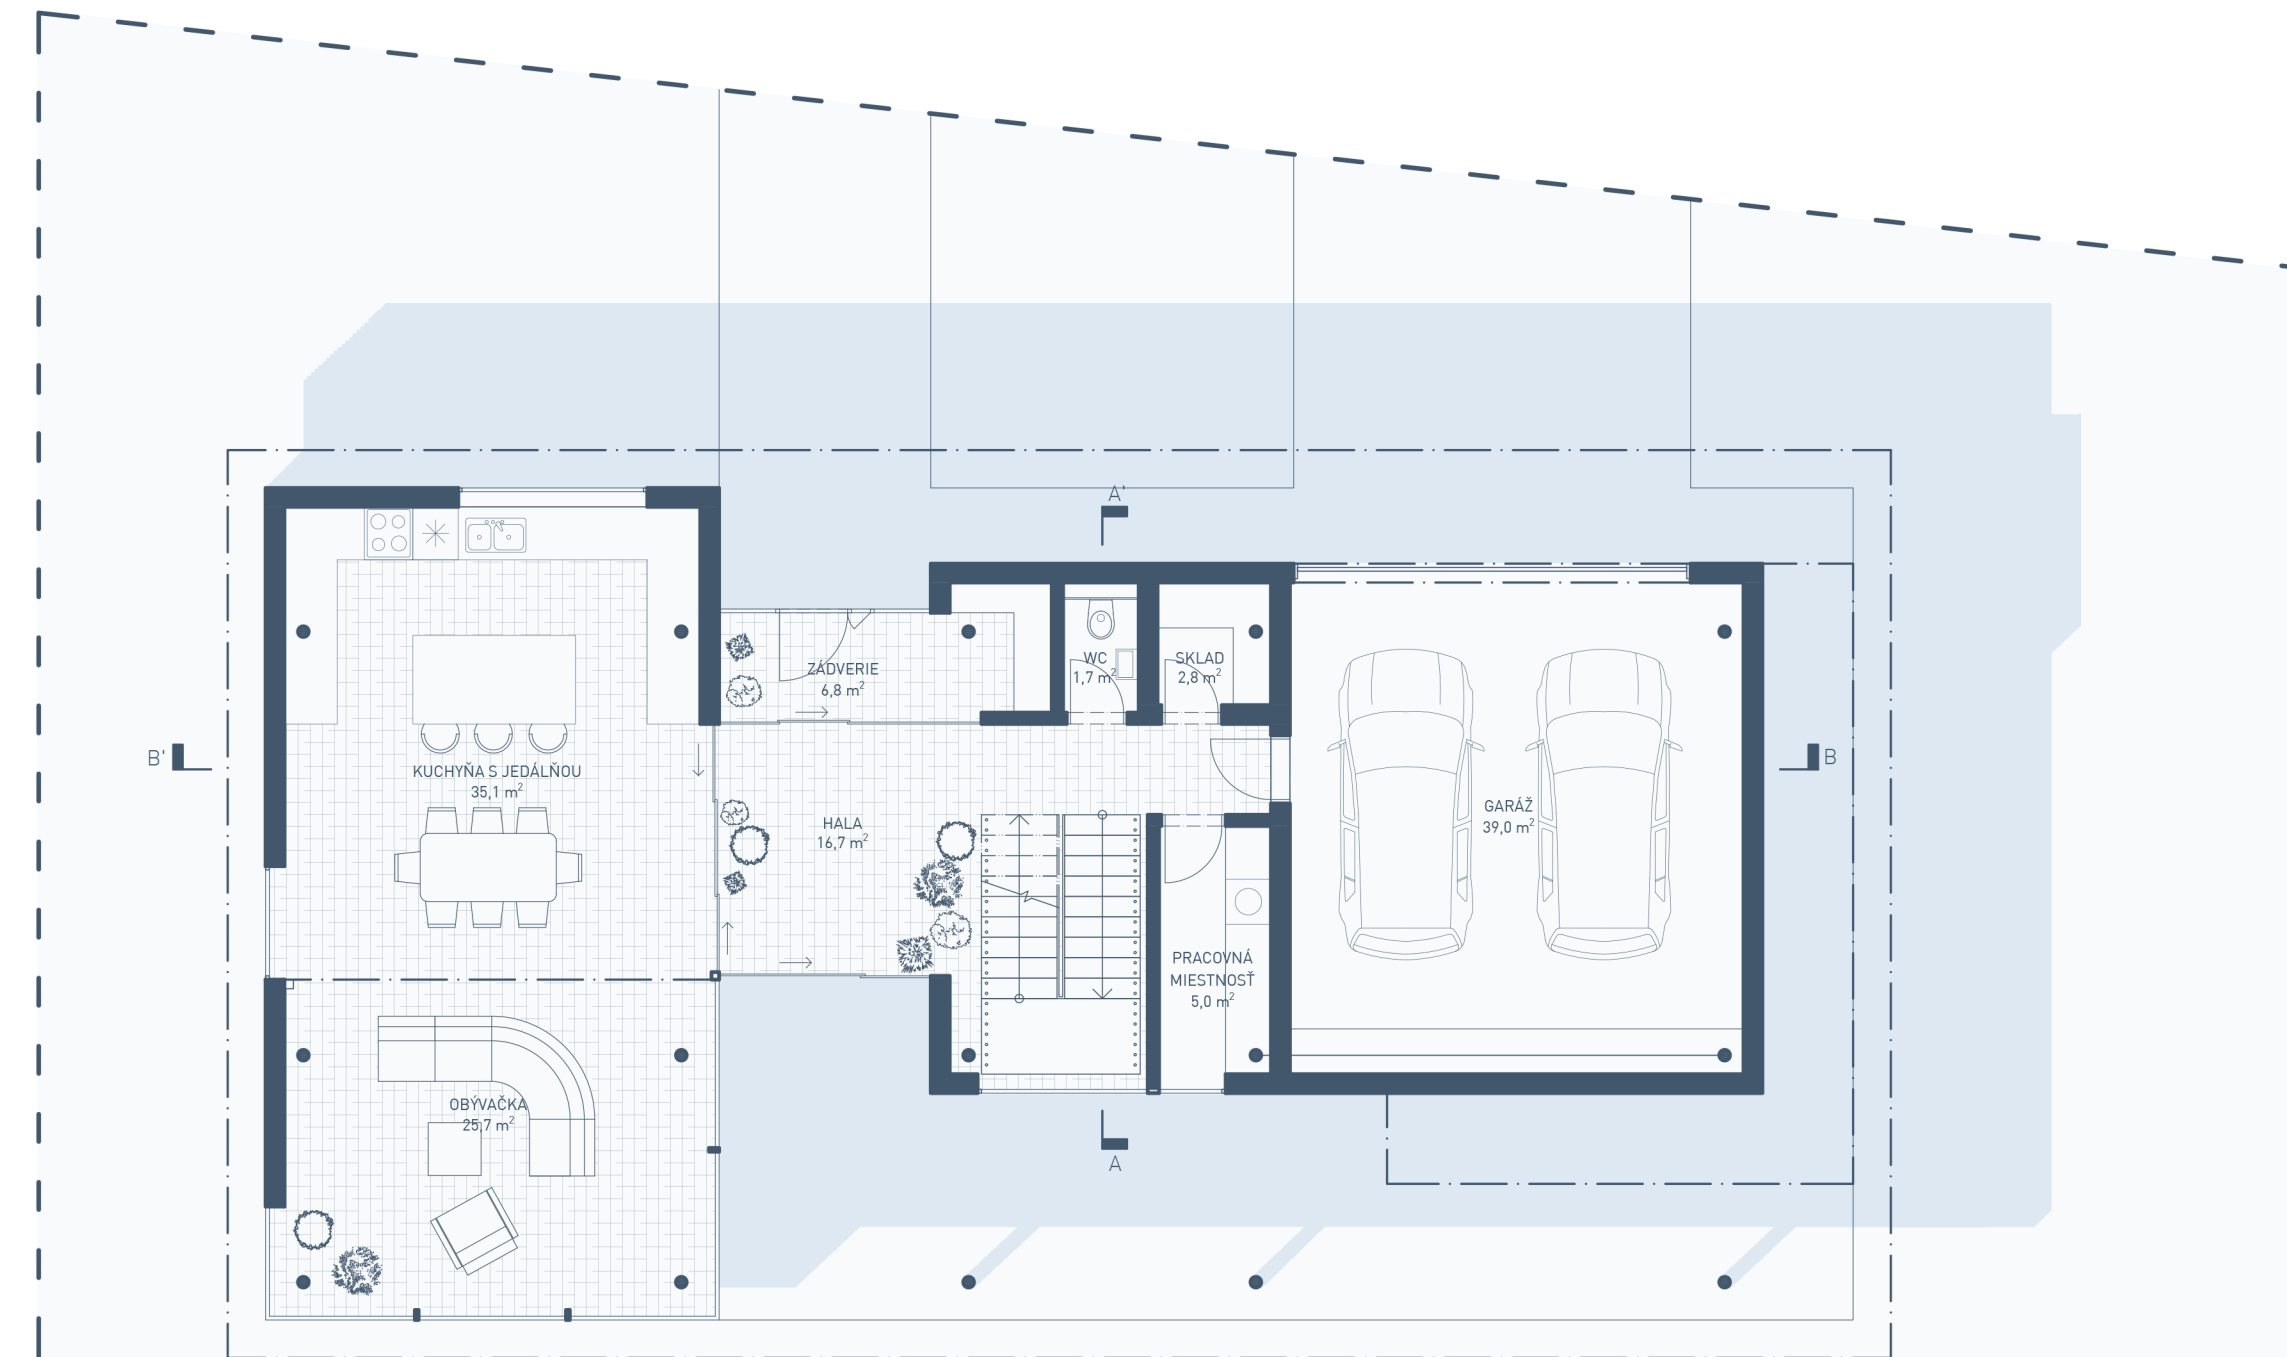 A'
WC
1,7 m²
SKLAD
2,8 m²
ZÁDVERIE
6,8 m²
B'
B
KUCHYŇA S JEDÁLŇOU
35,1 m²
HALA
16,7 m²
GARÁŽ
39,0 m²
PRACOVNÁ
MIESTNOSŤ
5,0 m²
OBÝVAČKA
25,7 m²
A